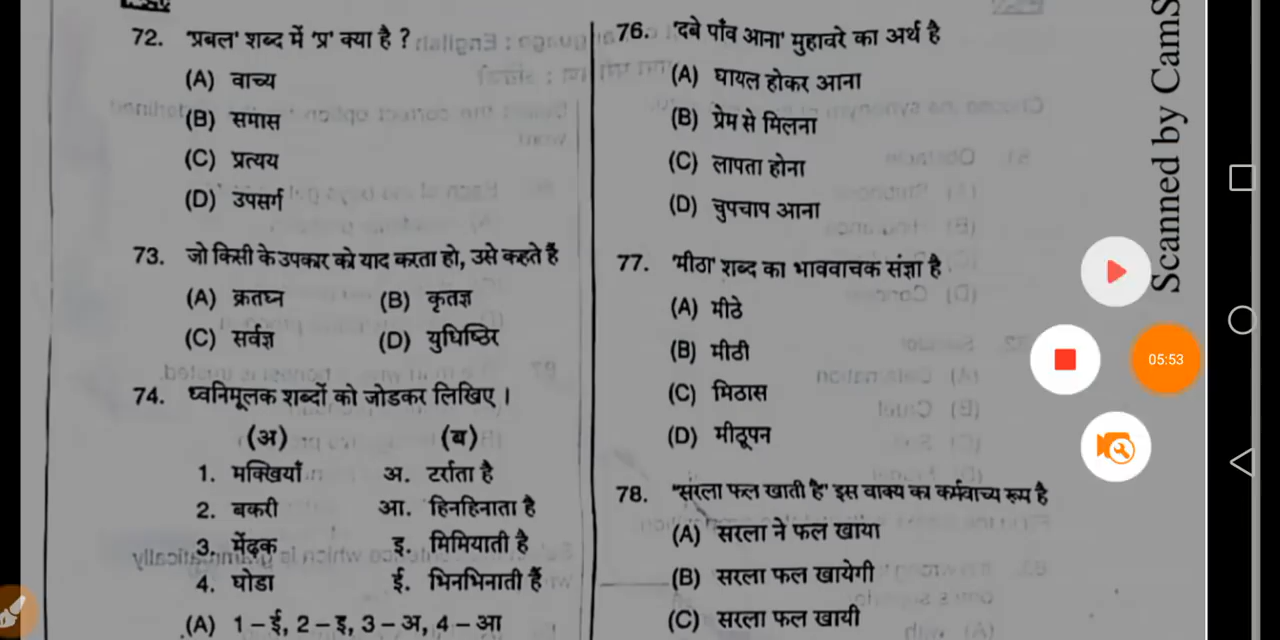 72. 'प्रबल' शब्द में 'प्र' क्या है ?
(A) वाच्य
(B) समास
(C) प्रत्यय
(D) उपसर्ग
73. जो किसी के उपकार को याद करता हो, उसे कहते हैं
(A) क्रतघ्न (B) कृतज्ञ
(C) सर्वज्ञ (D) युधिष्ठिर
74. ध्वनिमूलक शब्दों को जोडकर लिखिए ।
(अ) (ब)
1. मक्खियाँ अ. टर्राता है
2. बकरी आ. हिनहिनाता है
3. मेंढ़क इ. मिमियाती है
4. घोडा ई. भिनभिनाती हैं
(A) 1 – ई, 2 – इ, 3 – अ, 4 – आ
76. 'दबे पाँव आना' मुहावरे का अर्थ है
(A) घायल होकर आना
(B) प्रेम से मिलना
(C) लापता होना
(D) चुपचाप आना
77. 'मीठा' शब्द का भाववाचक संज्ञा है
(A) मीठे
(B) मीठी
(C) मिठास
(D) मीठूपन
78. "सरला फल खाती है" इस वाक्य का कर्मवाच्य रूप है
(A) सरला ने फल खाया
(B) सरला फल खायेगी
(C) सरला फल खायी
Scanned by CamS
05:53